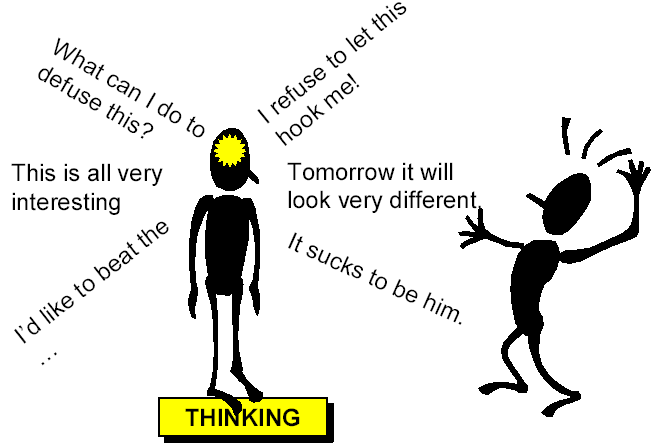 What can I do to
defuse this?
I refuse to let this
hook me!
This is all very
interesting
Tomorrow it will
look very different.
I'd like to beat the
...
It sucks to be him.
THINKING